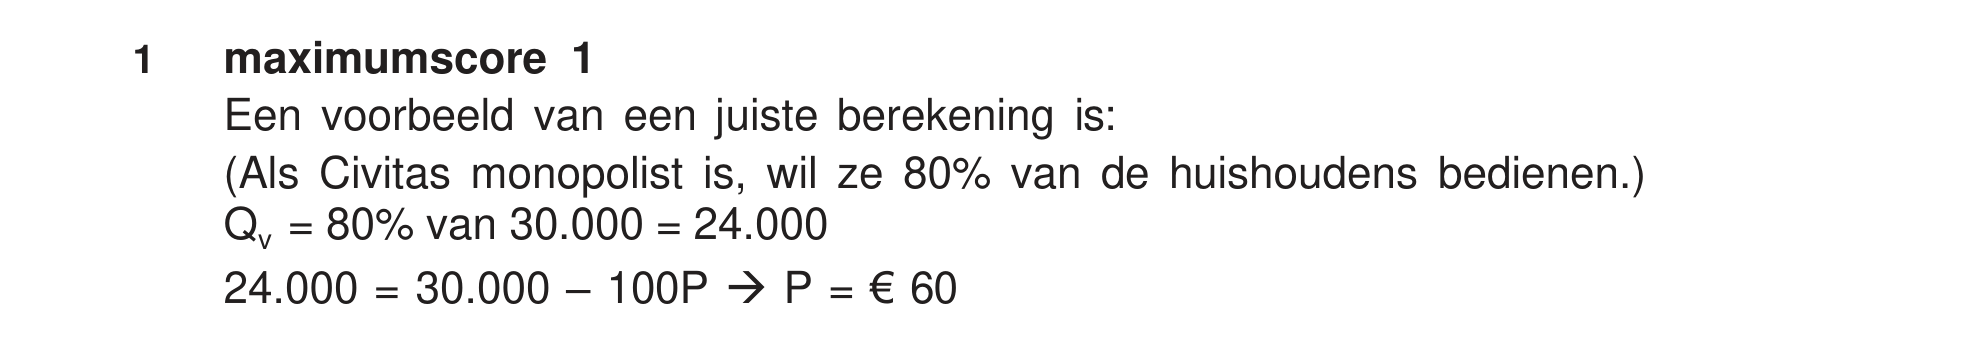 1 maximumscore 1
Een voorbeeld van een juiste berekening is:
(Als Civitas monopolist is, wil ze 80% van de huishoudens bedienen.)
Qv = 80% van 30.000 = 24.000
24.000 = 30.000 – 100P → P = € 60